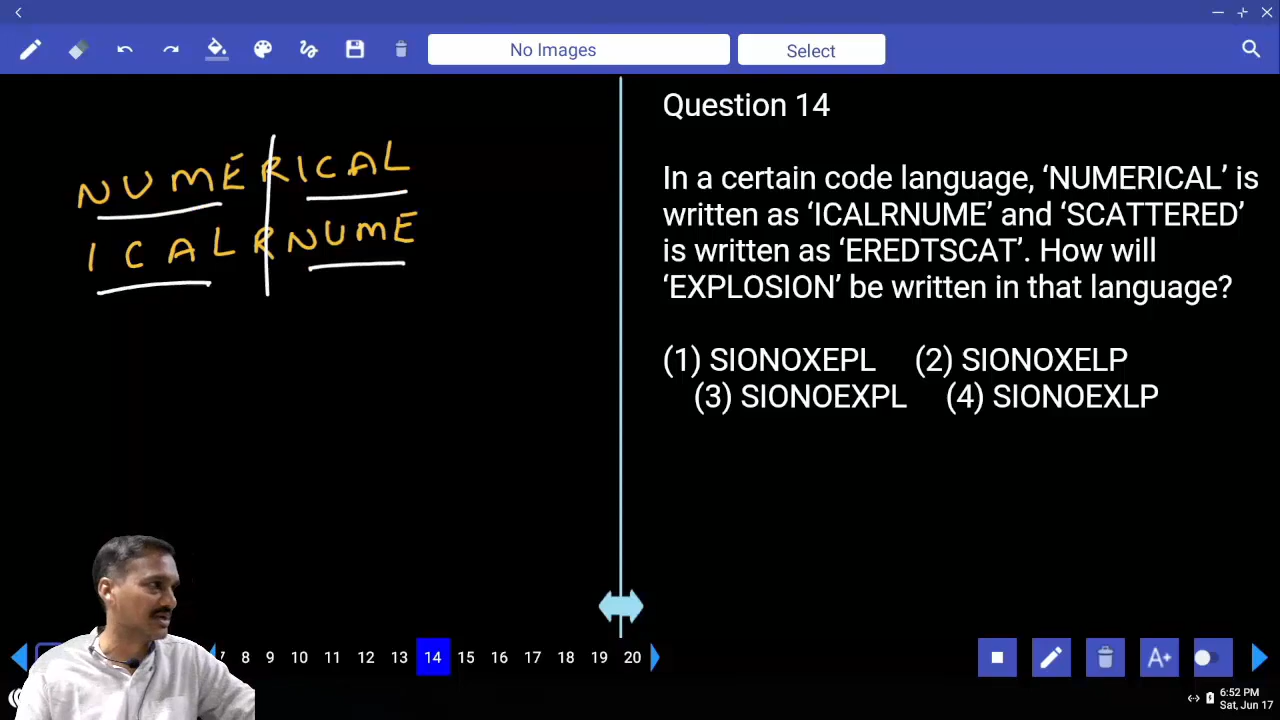 No Images
Select
NUMERICAL
ICALRNUME
Question 14
In a certain code language, ‘NUMERICAL’ is
written as ‘ICALRNUME’ and ‘SCATTERED’
is written as ‘EREDTSCAT’. How will
‘EXPLOSION’ be written in that language?
(1) SIONOXEPL (2) SIONOXELP
(3) SIONOEXPL (4) SIONOEXLP
8 9 10 11 12 13 14 15 16 17 18 19 20
A+
6:52 PM
Sat, Jun 17